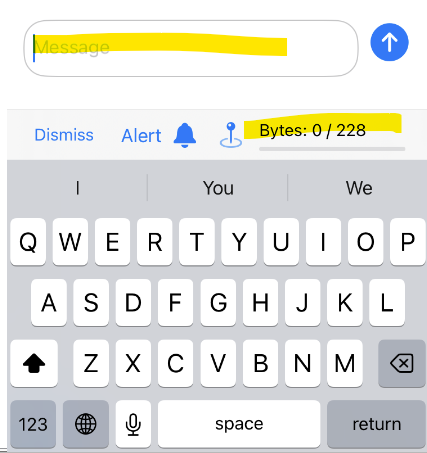 Message
Dismiss Alert Bytes: 0 / 228
I You We
Q W E R T Y U I O P
A S D F G H J K L
Z X C V B N M
123 space return